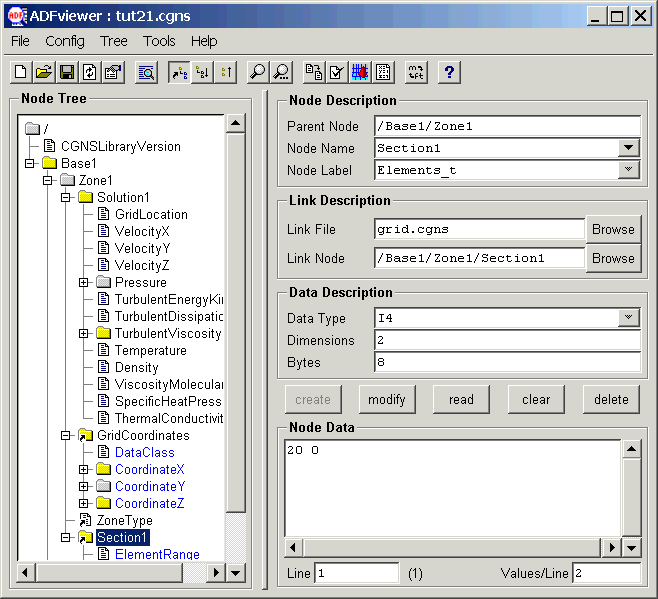 ADFviewer : tut21.cgns
File Config Tree Tools Help
Node Tree
/
CGNSLibraryVersion
Base1
Zone1
Solution1
GridLocation
VelocityX
VelocityY
VelocityZ
Pressure
TurbulentEnergyKin
TurbulentDissipatic
TurbulentViscosity
Temperature
Density
ViscosityMolecular
SpecificHeatPress
ThermalConductivit
GridCoordinates
DataClass
CoordinateX
CoordinateY
CoordinateZ
ZoneType
Section1
ElementRange
Node Description
Parent Node /Base1/Zone1
Node Name Section1
Node Label Elements_t
Link Description
Link File grid.cgns Browse
Link Node /Base1/Zone1/Section1 Browse
Data Description
Data Type I4
Dimensions 2
Bytes 8
create modify read clear delete
Node Data
20 0
Line 1 (1) Values/Line 2